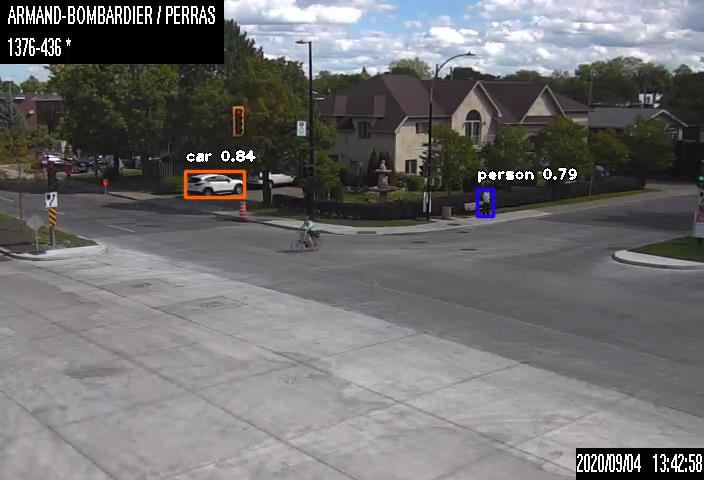 ARMAND-BOMBARDIER / PERRAS
1376-436 *
car 0.84
person 0.79
2020/09/04 13:42:58